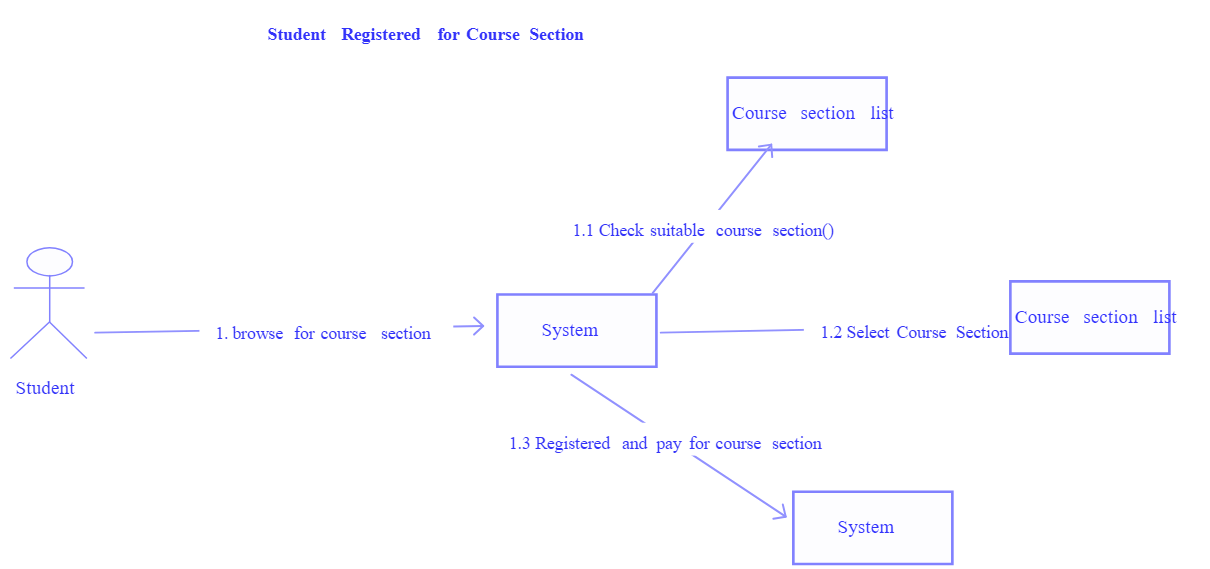 Student Registered for Course Section
Course section list
1.1 Check suitable course section()
Course section list
1. browse for course section
System
1.2 Select Course Section
Student
1.3 Registered and pay for course section
System